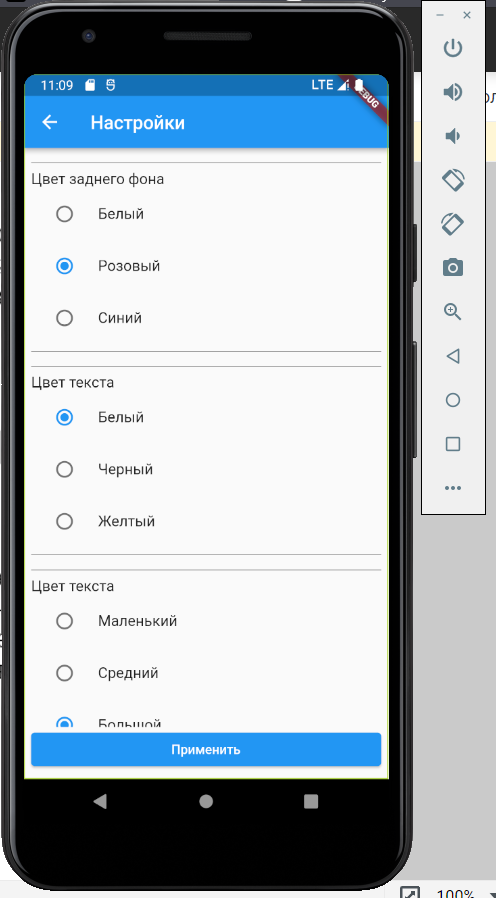 11:09 LTE DEBUG
Настройки
Цвет заднего фона
Белый
Розовый
Синий
Цвет текста
Белый
Черный
Желтый
Цвет текста
Маленький
Средний
Большой
Применить
100%